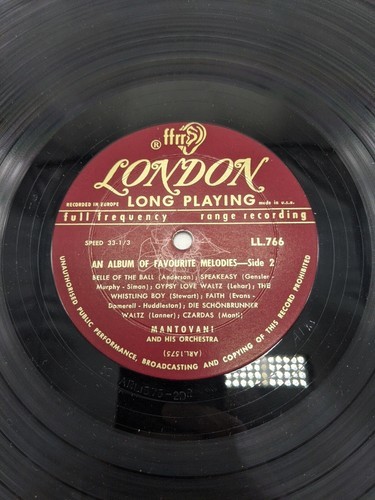 ffrr
®
LONDON
LONG PLAYING
RECORDED IN EUROPE
made in u.s.a.
full frequency range recording
SPEED 33-1/3
LL.766
AN ALBUM OF FAVOURITE MELODIES—Side 2
BELLE OF THE BALL (Anderson); SPEAKEASY (Gensler-
Murphy - Simon); GYPSY LOVE WALTZ (Lehar); THE
WHISTLING BOY (Stewart); FAITH (Evans -
Damerell - Huddleston); DIE SCHÖNBRUNNER
WALTZ (Lanner); CZARDAS (Monti)
MANTOVANI
AND HIS ORCHESTRA
(ARL.1575)
UNAUTHORISED PUBLIC PERFORMANCE, BROADCASTING AND COPYING OF THIS RECORD PROHIBITED